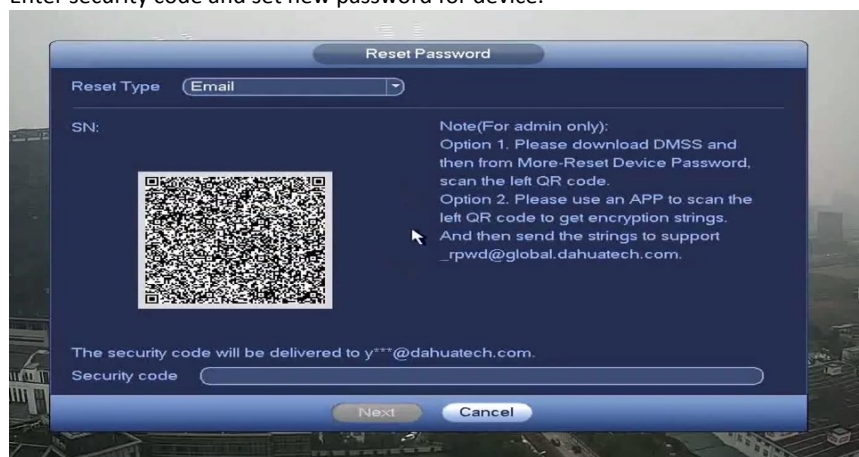 Enter security code and set new password for device.
Reset Password
Reset Type Email
SN:
Note(For admin only):
Option 1. Please download DMSS and
then from More-Reset Device Password,
scan the left QR code.
Option 2. Please use an APP to scan the
left QR code to get encryption strings.
And then send the strings to support
_rpwd@global.dahuatech.com.
The security code will be delivered to y***@dahuatech.com.
Security code
Next Cancel